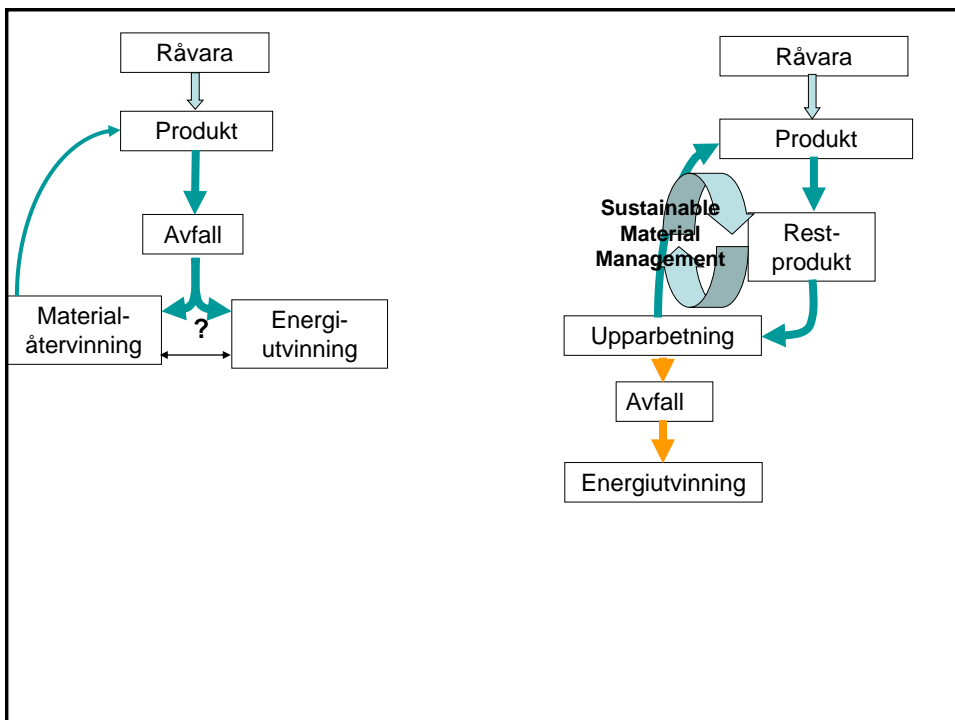 Råvara
Produkt
Avfall
Material-
återvinning
?
Energi-
utvinning
Råvara
Produkt
Sustainable
Material
Management
Rest-
produkt
Upparbetning
Avfall
Energiutvinning